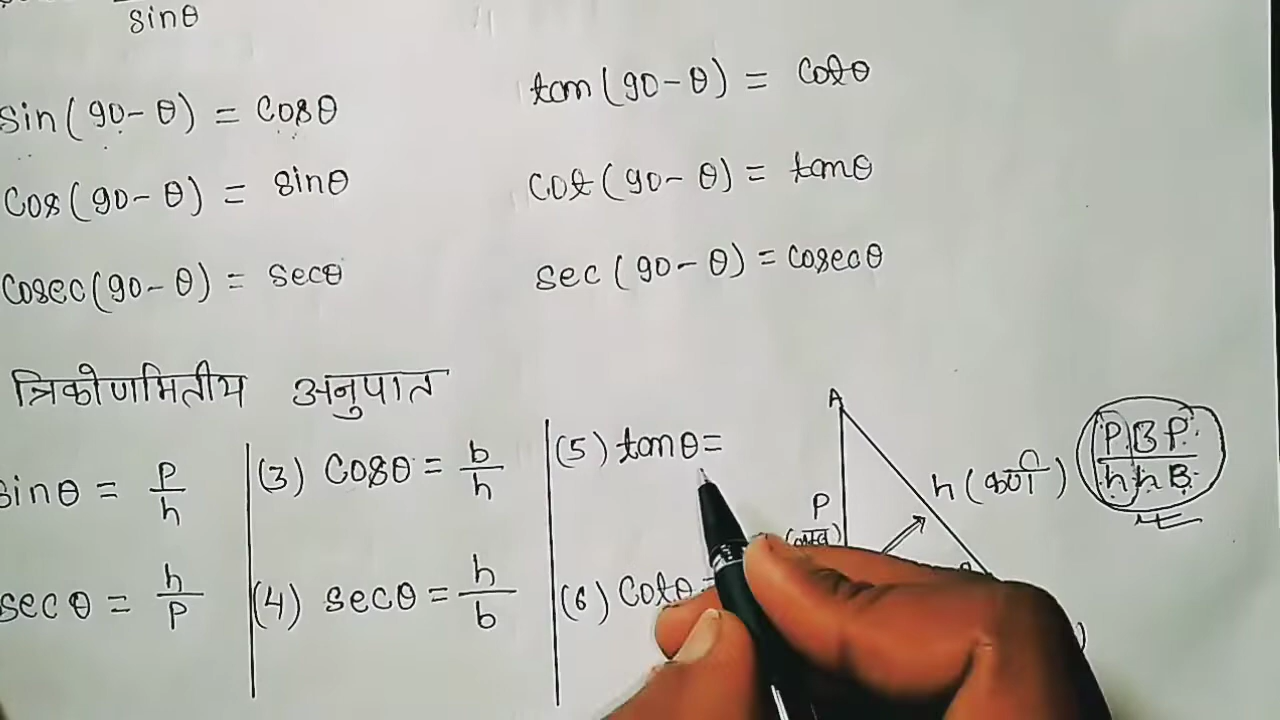 sinθ
sin(90-θ) = cosθ
tan(90-θ) = cotθ
cos(90-θ) = sinθ
cot(90-θ) = tanθ
cosec(90-θ) = secθ
sec(90-θ) = cosecθ
त्रिकोणमितीय अनुपात
sinθ = p/h
(3) cosθ = b/h
(5) tanθ=
secθ = h/p
(4) secθ = h/b
(6) cotθ
A
P
h (कर्ण)
P B P
h h B